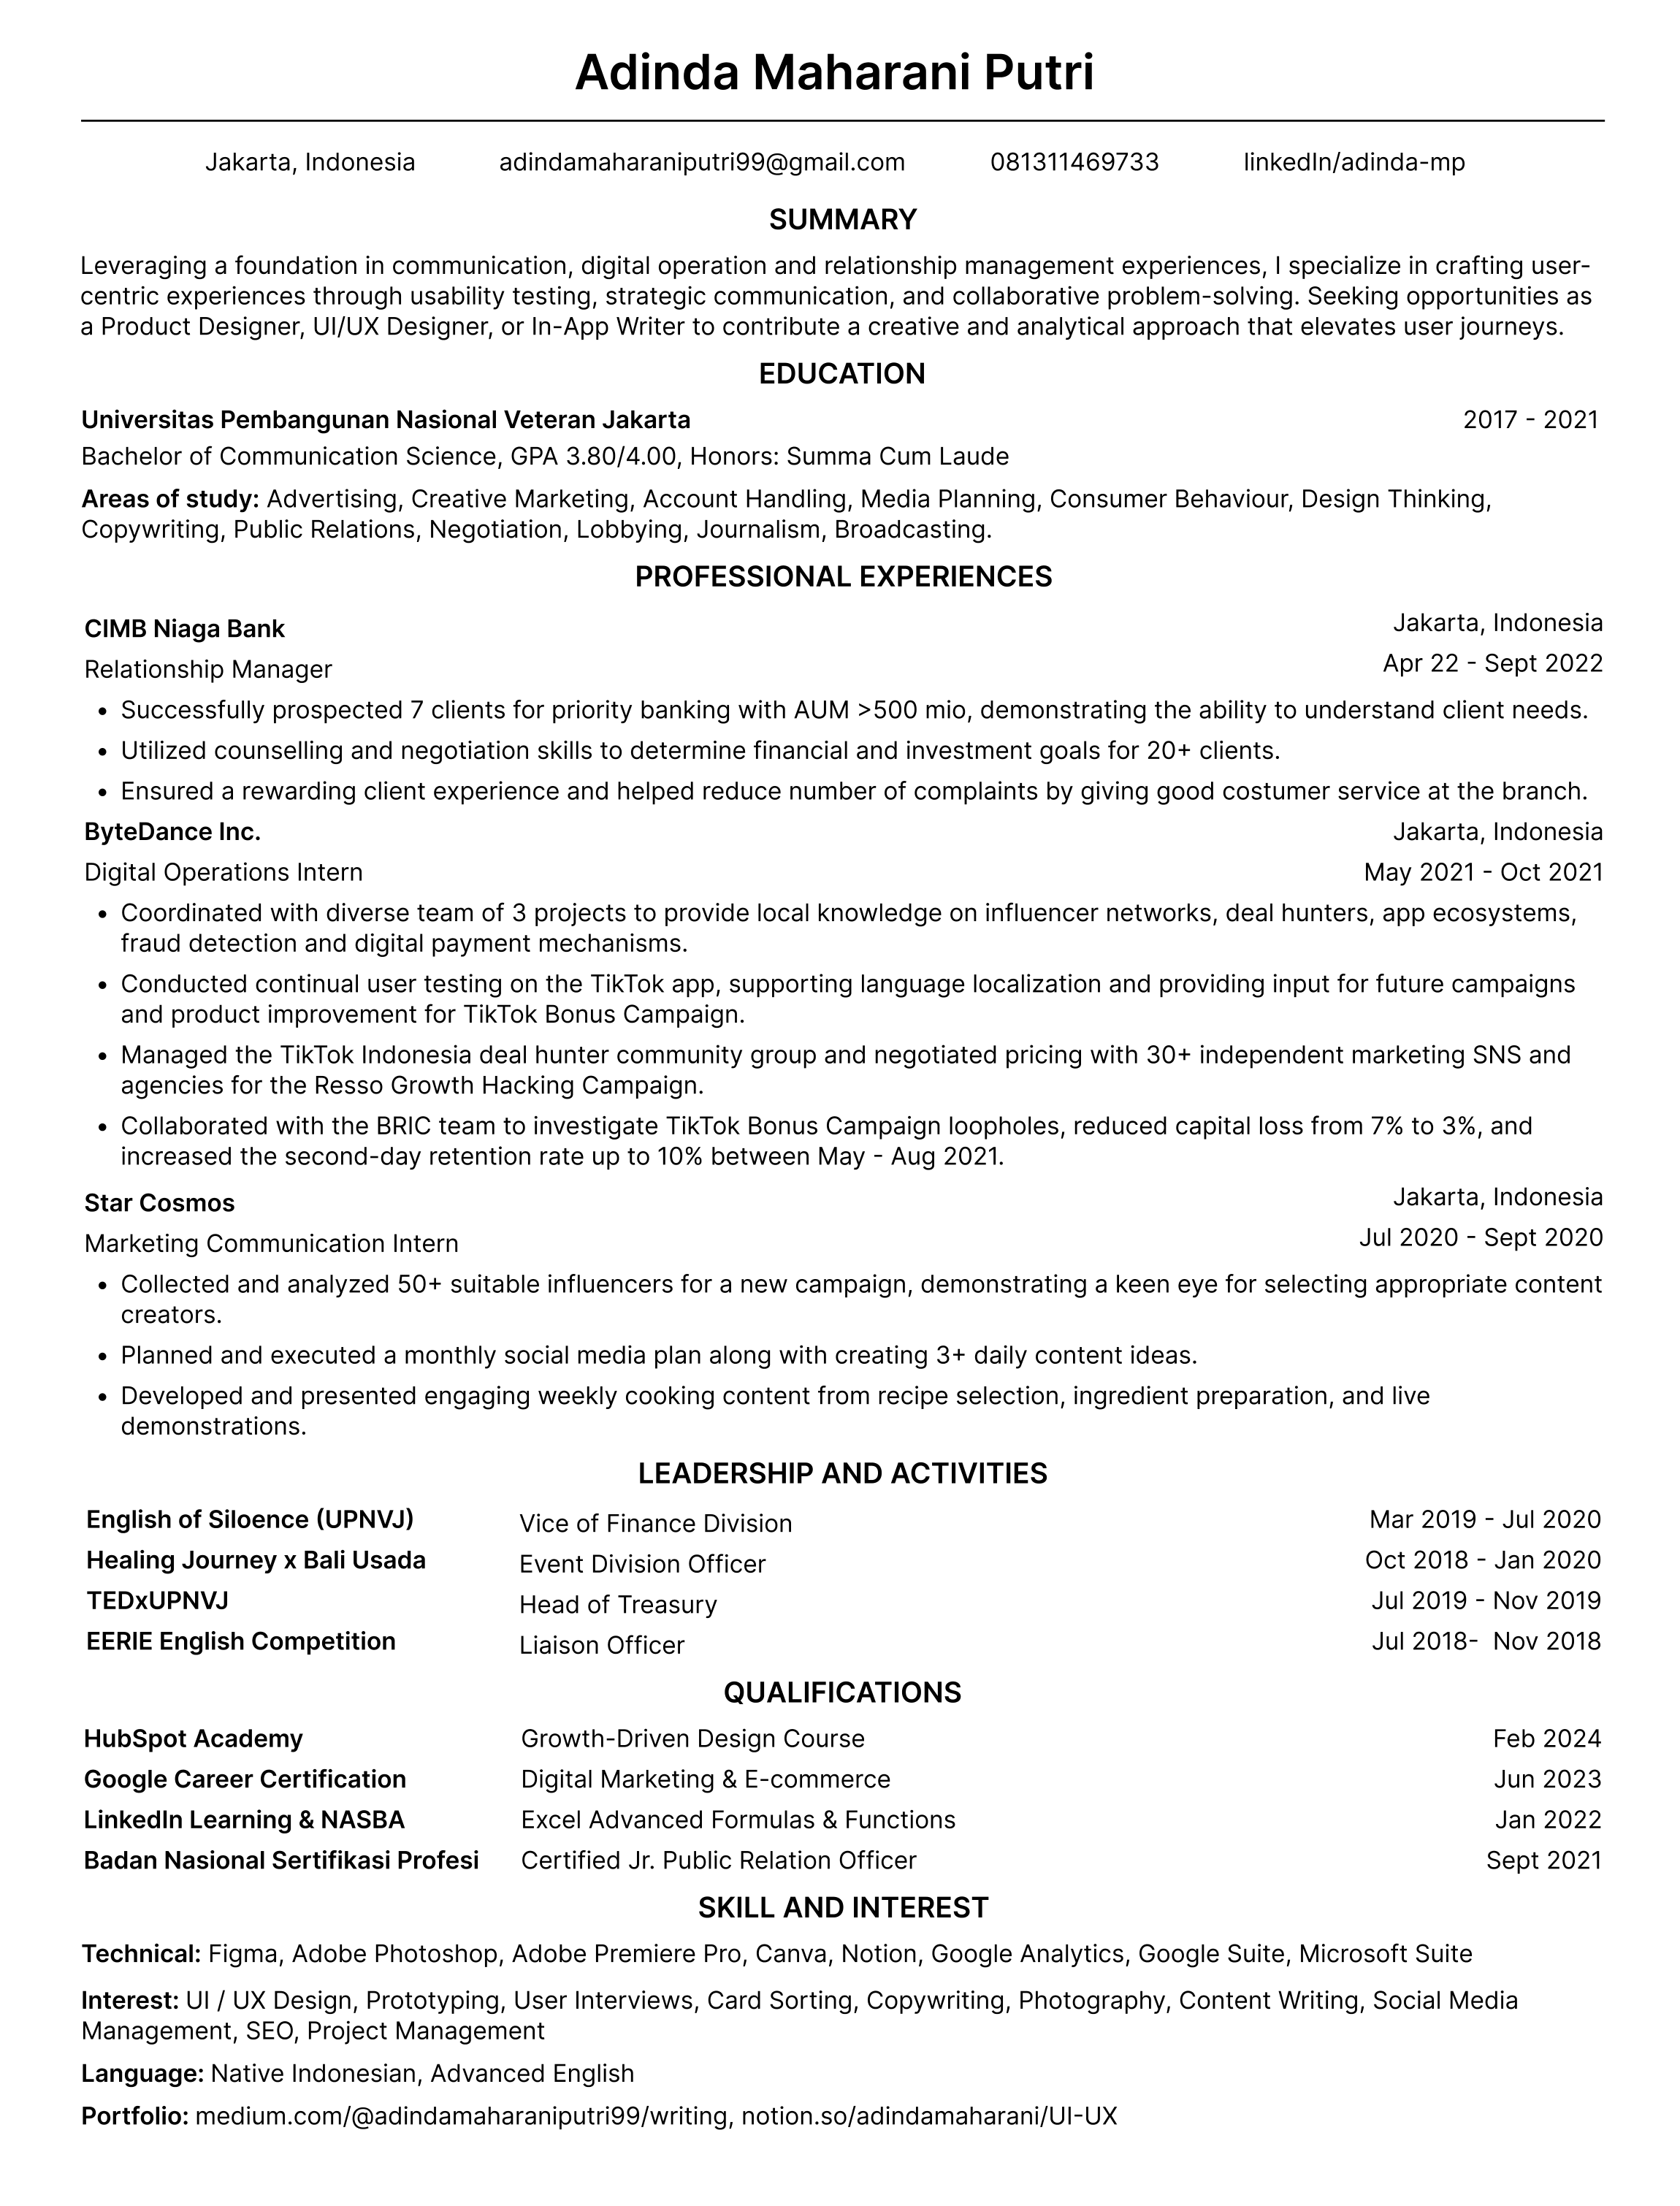 Adinda Maharani Putri
Jakarta, Indonesia adindamaharaniputri99@gmail.com 081311469733 linkedIn/adinda-mp
SUMMARY
Leveraging a foundation in communication, digital operation and relationship management experiences, I specialize in crafting user-
centric experiences through usability testing, strategic communication, and collaborative problem-solving. Seeking opportunities as
a Product Designer, UI/UX Designer, or In-App Writer to contribute a creative and analytical approach that elevates user journeys.
EDUCATION
Universitas Pembangunan Nasional Veteran Jakarta 2017 - 2021
Bachelor of Communication Science, GPA 3.80/4.00, Honors: Summa Cum Laude
Areas of study: Advertising, Creative Marketing, Account Handling, Media Planning, Consumer Behaviour, Design Thinking,
Copywriting, Public Relations, Negotiation, Lobbying, Journalism, Broadcasting.
PROFESSIONAL EXPERIENCES
CIMB Niaga Bank Jakarta, Indonesia
Relationship Manager Apr 22 - Sept 2022
• Successfully prospected 7 clients for priority banking with AUM >500 mio, demonstrating the ability to understand client needs.
• Utilized counselling and negotiation skills to determine financial and investment goals for 20+ clients.
• Ensured a rewarding client experience and helped reduce number of complaints by giving good costumer service at the branch.
ByteDance Inc. Jakarta, Indonesia
Digital Operations Intern May 2021 - Oct 2021
• Coordinated with diverse team of 3 projects to provide local knowledge on influencer networks, deal hunters, app ecosystems,
fraud detection and digital payment mechanisms.
• Conducted continual user testing on the TikTok app, supporting language localization and providing input for future campaigns
and product improvement for TikTok Bonus Campaign.
• Managed the TikTok Indonesia deal hunter community group and negotiated pricing with 30+ independent marketing SNS and
agencies for the Resso Growth Hacking Campaign.
• Collaborated with the BRIC team to investigate TikTok Bonus Campaign loopholes, reduced capital loss from 7% to 3%, and
increased the second-day retention rate up to 10% between May - Aug 2021.
Star Cosmos Jakarta, Indonesia
Marketing Communication Intern Jul 2020 - Sept 2020
• Collected and analyzed 50+ suitable influencers for a new campaign, demonstrating a keen eye for selecting appropriate content
creators.
• Planned and executed a monthly social media plan along with creating 3+ daily content ideas.
• Developed and presented engaging weekly cooking content from recipe selection, ingredient preparation, and live
demonstrations.
LEADERSHIP AND ACTIVITIES
English of Siloence (UPNVJ) Vice of Finance Division Mar 2019 - Jul 2020
Healing Journey x Bali Usada Event Division Officer Oct 2018 - Jan 2020
TEDxUPNVJ Head of Treasury Jul 2019 - Nov 2019
EERIE English Competition Liaison Officer Jul 2018- Nov 2018
QUALIFICATIONS
HubSpot Academy Growth-Driven Design Course Feb 2024
Google Career Certification Digital Marketing & E-commerce Jun 2023
LinkedIn Learning & NASBA Excel Advanced Formulas & Functions Jan 2022
Badan Nasional Sertifikasi Profesi Certified Jr. Public Relation Officer Sept 2021
SKILL AND INTEREST
Technical: Figma, Adobe Photoshop, Adobe Premiere Pro, Canva, Notion, Google Analytics, Google Suite, Microsoft Suite
Interest: UI / UX Design, Prototyping, User Interviews, Card Sorting, Copywriting, Photography, Content Writing, Social Media
Management, SEO, Project Management
Language: Native Indonesian, Advanced English
Portfolio: medium.com/@adindamaharaniputri99/writing, notion.so/adindamaharani/UI-UX